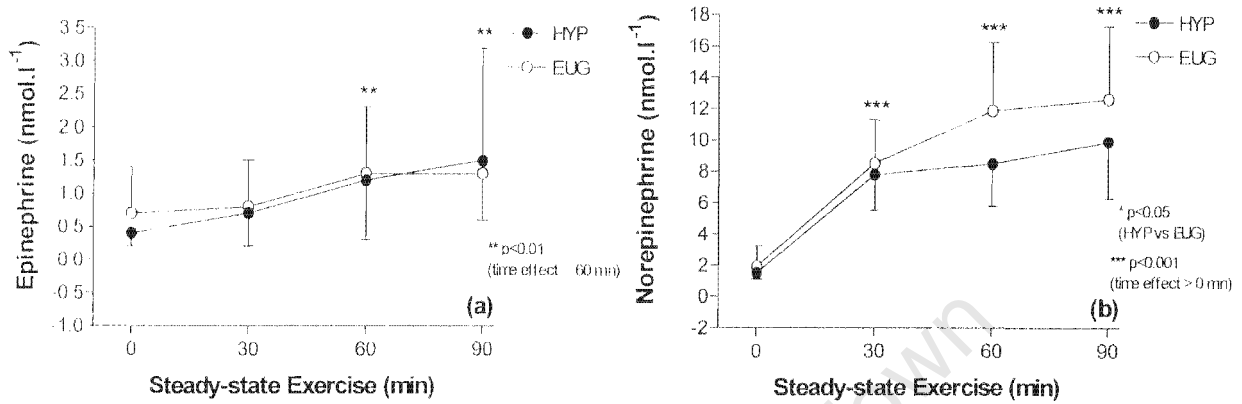 Epinephrine (nmol.l⁻¹)
3.5
3.0
2.5
2.0
1.5
1.0
0.5
0.0
-0.5
-1.0
**
**
HYP
EUG
** p<0.01
(time effect 60 min)
(a)
0 30 60 90
Steady-state Exercise (min)
Norepinephrine (nmol.l⁻¹)
18
16
14
12
10
8
6
4
2
0
-2
***
***
***
HYP
EUG
* p<0.05
(HYP vs EUG)
*** p<0.001
(time effect > 0 min)
(b)
0 30 60 90
Steady-state Exercise (min)